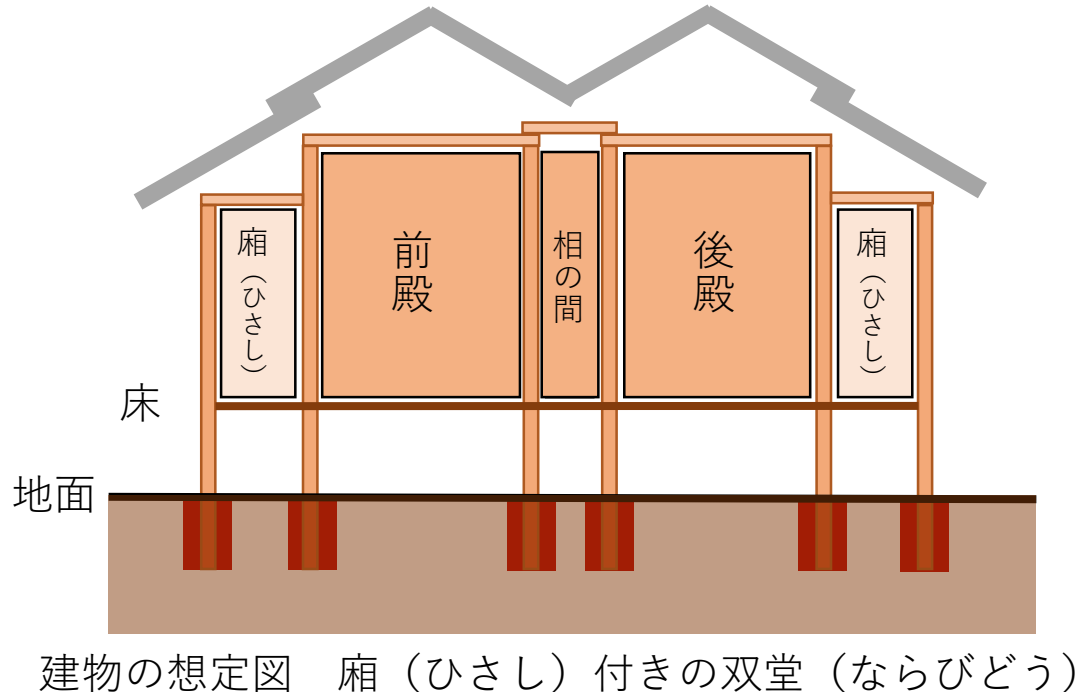 廂（ひさし）
前殿
相の間
後殿
廂（ひさし）
床
地面
建物の想定図　廂（ひさし）付きの双堂（ならびどう）